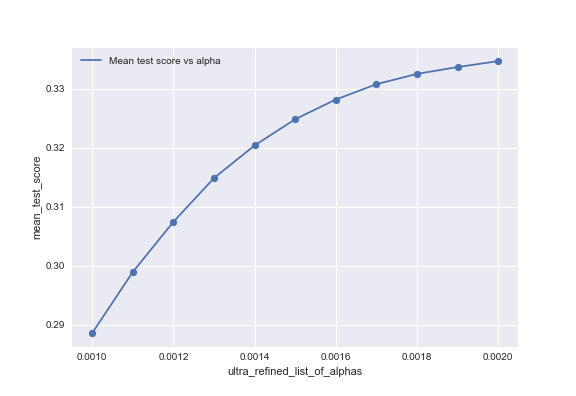 Mean test score vs alpha
0.33
0.32
0.31
0.30
0.29
mean_test_score
0.0010 0.0012 0.0014 0.0016 0.0018 0.0020
ultra_refined_list_of_alphas